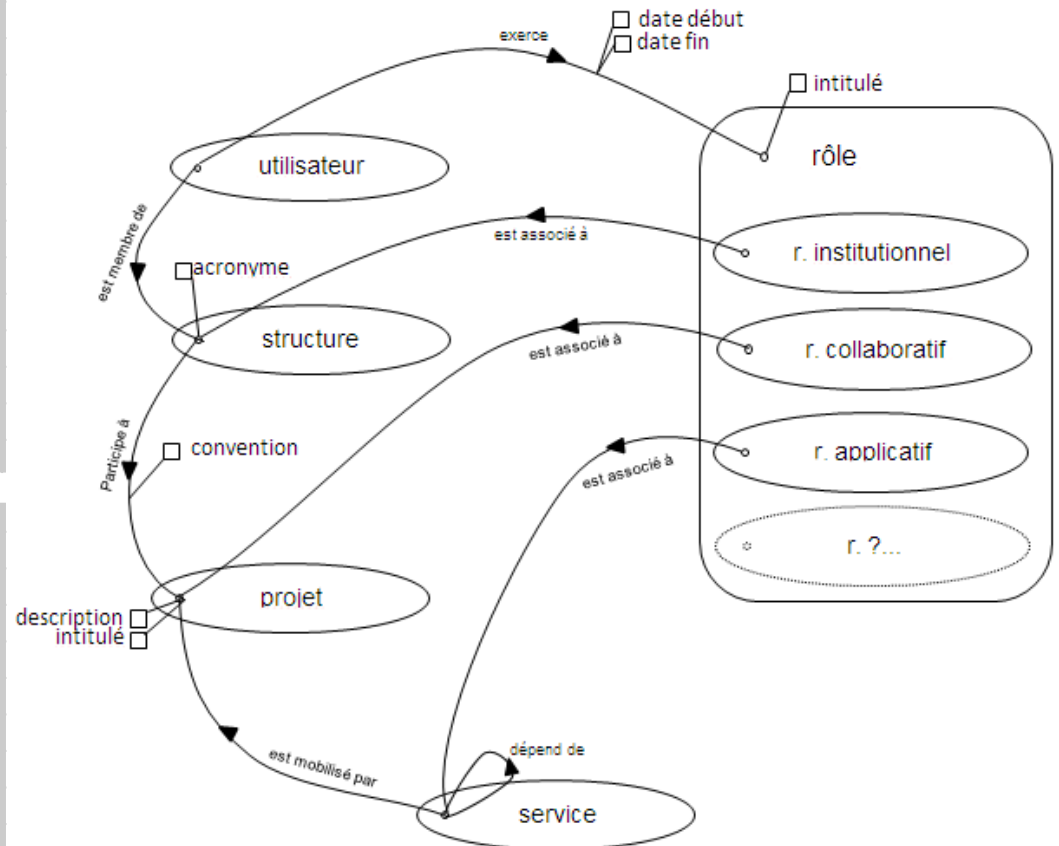 date début
exerce
date fin
intitulé
rôle
utilisateur
est membre de
est associé à
r. institutionnel
acronyme
structure
est associé à
r. collaboratif
Participe à
convention
est associé à
r. applicatif
r. ?...
projet
description
intitulé
est mobilisé par
dépend de
service